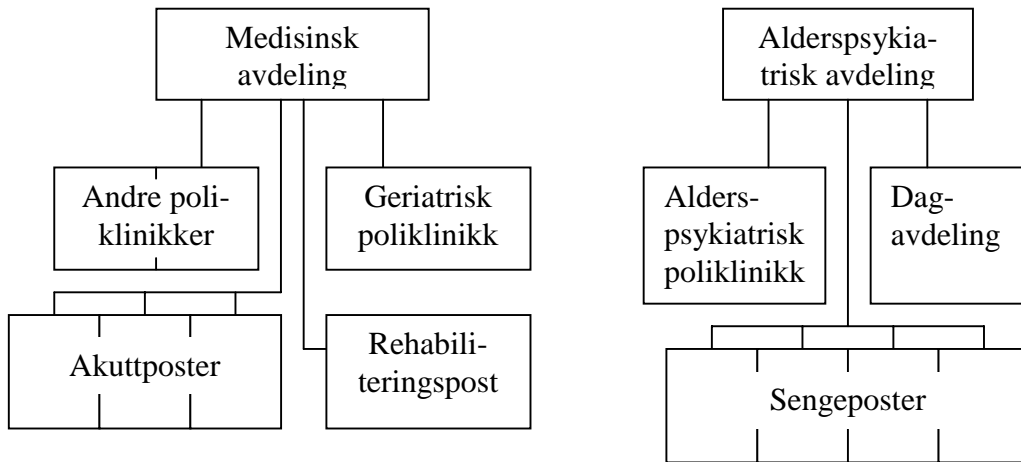 Medisinsk
avdeling
Alderspsykia-
trisk avdeling
Andre poli-
klinikker
Geriatrisk
poliklinikk
Alders-
psykiatrisk
poliklinikk
Dag-
avdeling
Akuttposter
Rehabili-
teringspost
Sengeposter